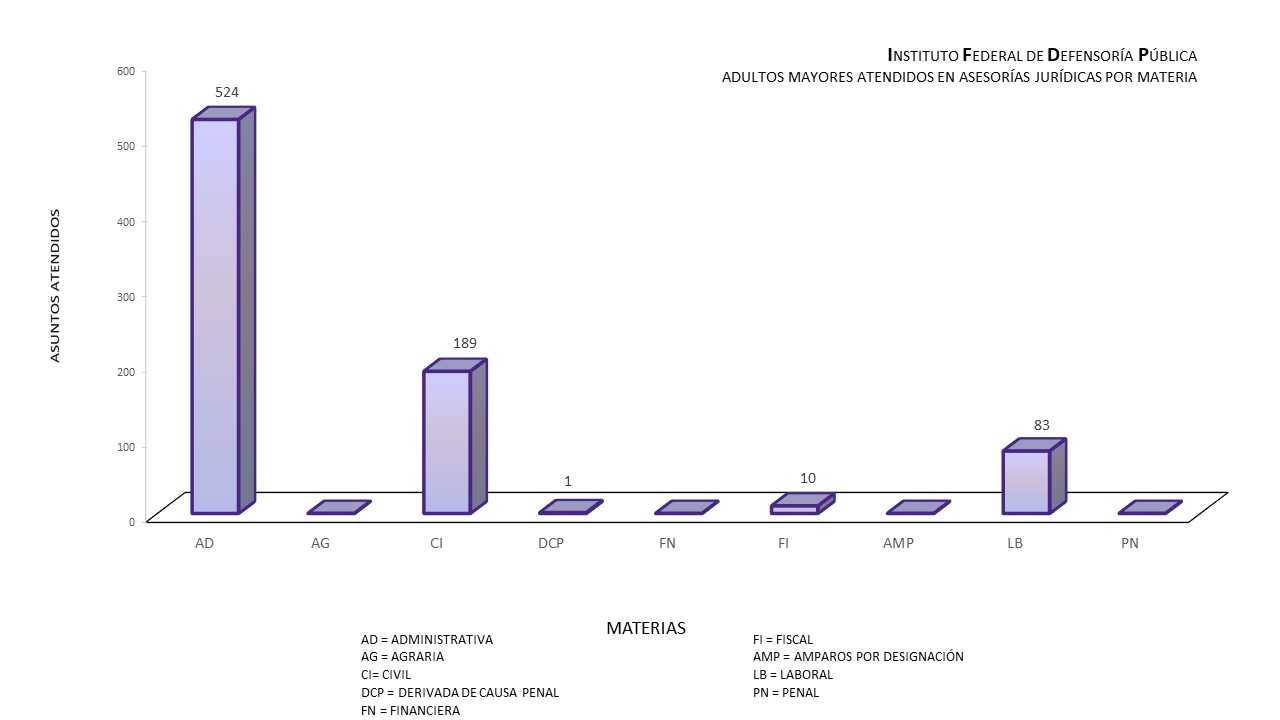 INSTITUTO FEDERAL DE DEFENSORÍA PÚBLICA
ADULTOS MAYORES ATENDIDOS EN ASESORÍAS JURÍDICAS POR MATERIA
ASUNTOS ATENDIDOS
600
500
400
300
200
100
0
524
189
1
10
83
AD AG CI DCP FN FI AMP LB PN
MATERIAS
AD = ADMINISTRATIVA
AG = AGRARIA
CI= CIVIL
DCP = DERIVADA DE CAUSA PENAL
FN = FINANCIERA
FI = FISCAL
AMP = AMPAROS POR DESIGNACIÓN
LB = LABORAL
PN = PENAL